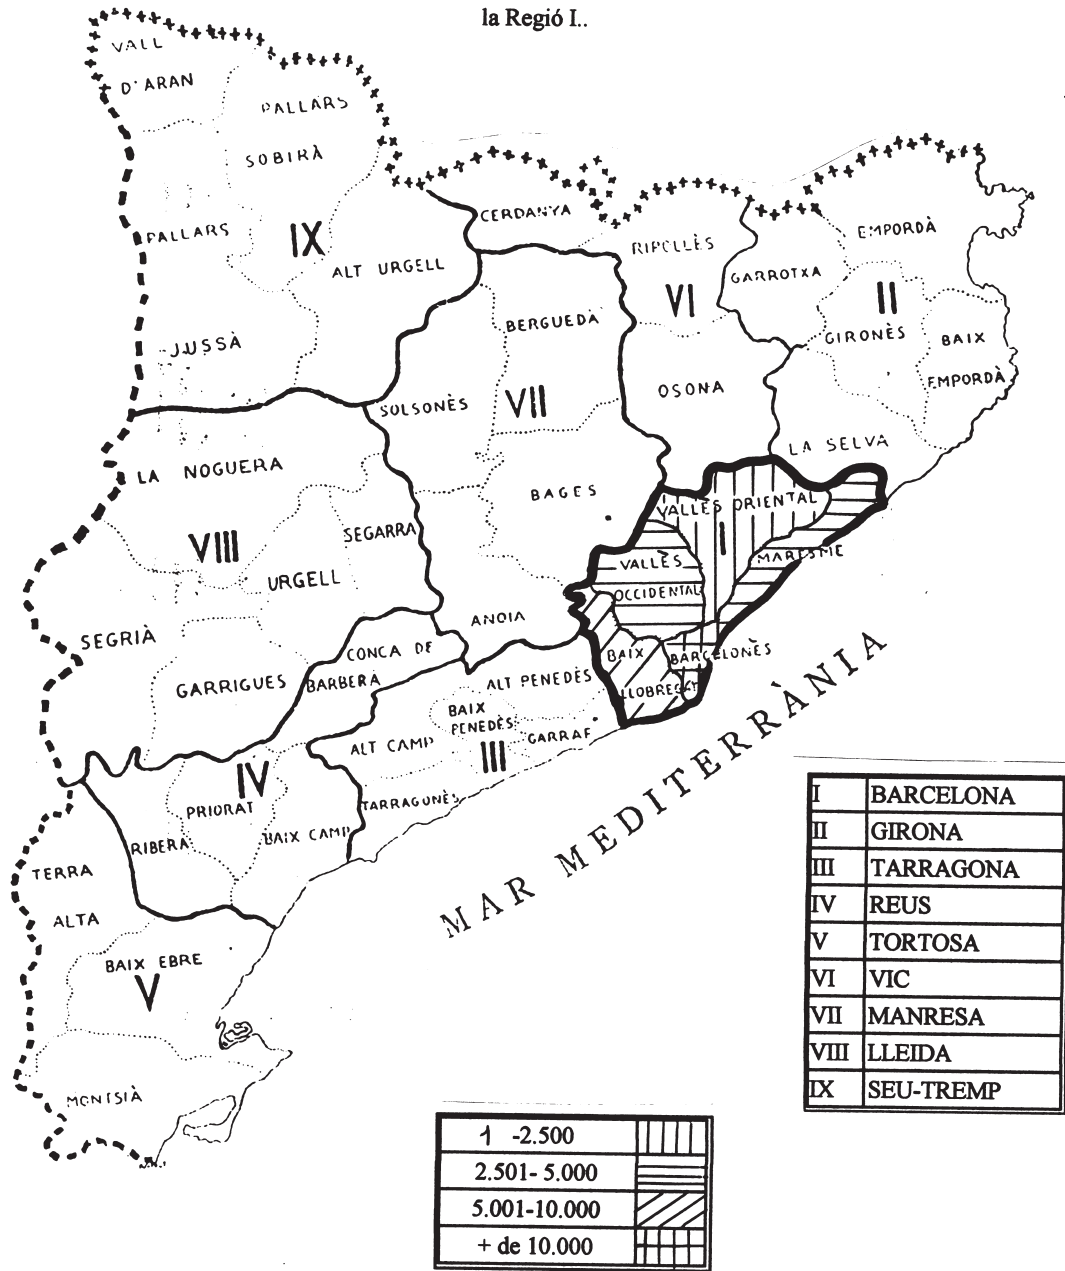 la Regió I..
VALL
D'ARAN
PALLARS
SOBIRÀ
PALLARS
IX
ALT URGELL
JUSSÀ
CERDANYA
RIPOLLÈS
VI
OSONA
GARROTXA
EMPORDÀ
II
GIRONÈS
BAIX
EMPORDÀ
LA SELVA
BERGUEDÀ
SOLSONÈS
VII
BAGES
ANOIA
LA NOGUERA
VIII
SEGARRA
URGELL
SEGRIÀ
GARRIGUES
VALLÈS ORIENTAL
I
MARESME
VALLÈS
OCCIDENTAL
BAIX
LLOBREGAT
BARCELONÈS
CONCA DE
BARBERÀ
ALT PENEDÈS
BAIX
PENEDÈS
GARRAF
ALT CAMP
III
TARRAGONÈS
IV
PRIORAT
RIBERA
BAIX CAMP
TERRA
ALTA
BAIX EBRE
V
MONTSIÀ
MAR MEDITERRÀNIA
I BARCELONA
II GIRONA
III TARRAGONA
IV REUS
V TORTOSA
VI VIC
VII MANRESA
VIII LLEIDA
IX SEU-TREMP
1 -2.500
2.501- 5.000
5.001-10.000
+ de 10.000